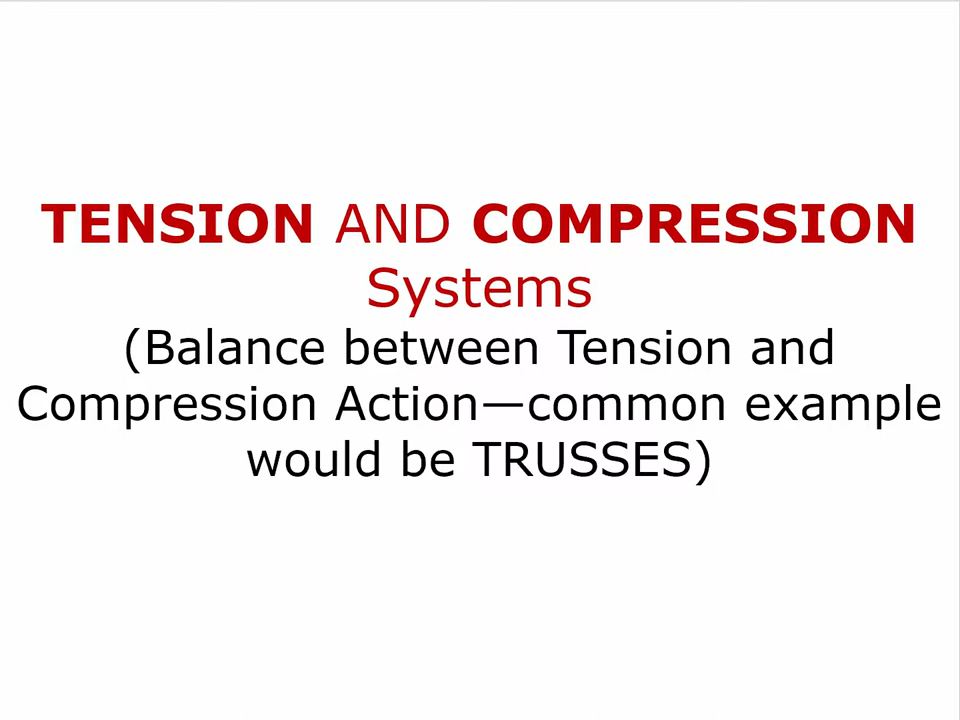 TENSION AND COMPRESSION
Systems
(Balance between Tension and
Compression Action—common example
would be TRUSSES)